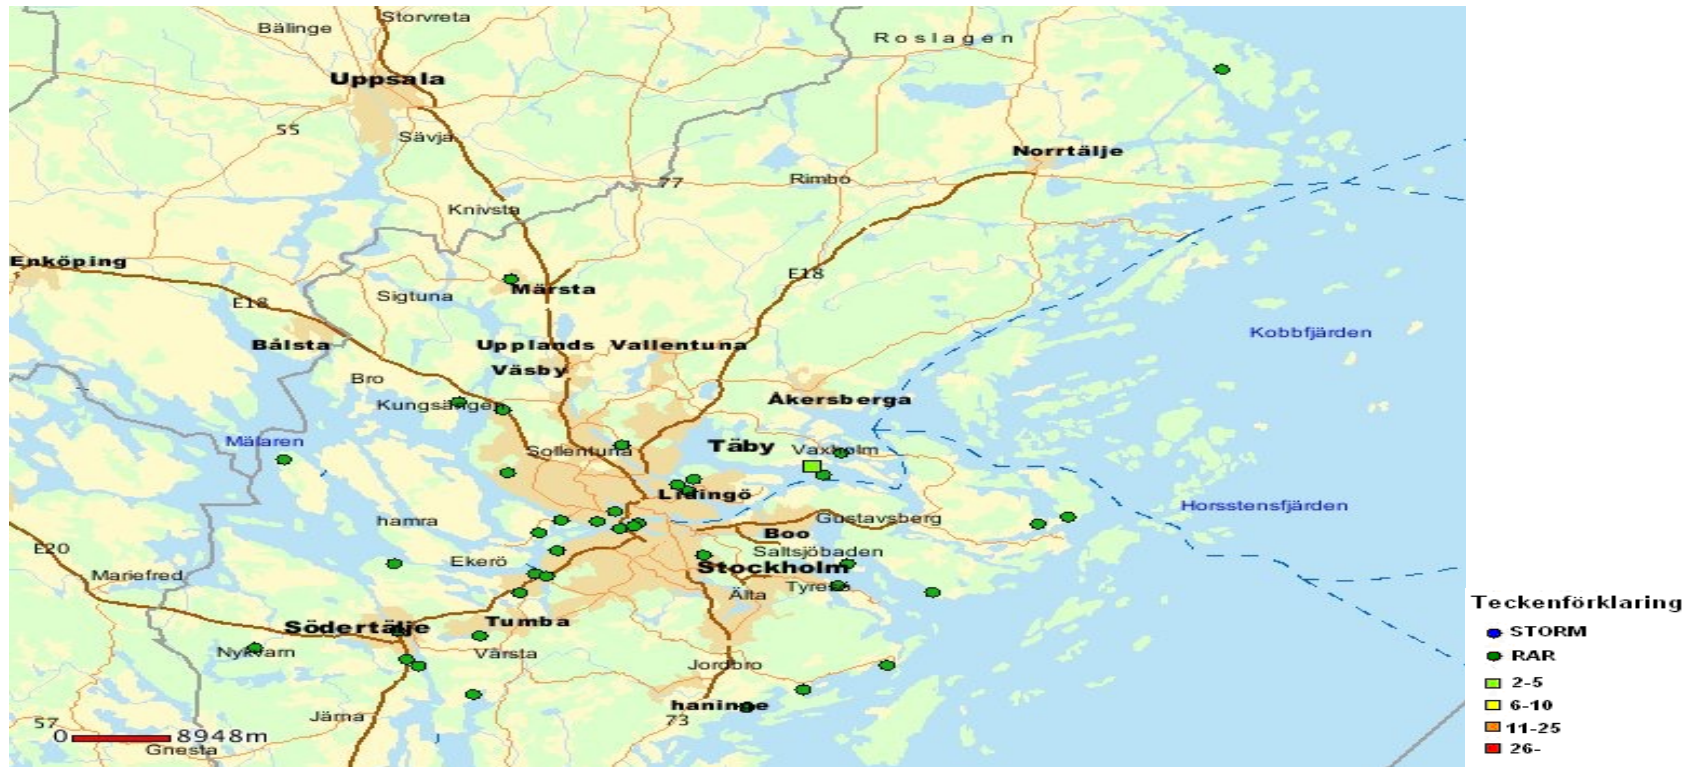 Storvreta
Bälinge
Roslagen
Uppsala
55
Sävja
Norrtälje
77
Rimbo
Knivsta
Enköping
E18
Märsta
Sigtuna
E18
Kobbfjärden
Bålsta
Upplands Väsby
Vallentuna
Bro
Kungsängen
Åkersberga
Mälaren
Sollentuna
Täby
Vaxholm
Lidingö
Horsstensfjärden
hamra
Gustavsberg
Boo
E20
Saltsjöbaden
Ekerö
Stockholm
Mariefred
Älta
Tyresö
Södertälje
Tumba
Nykvarn
Vårsta
Jordbro
haninge
73
Järna
57
0
8948m
Gnesta
Teckenförklaring
STORM
RAR
2-5
6-10
11-25
26-